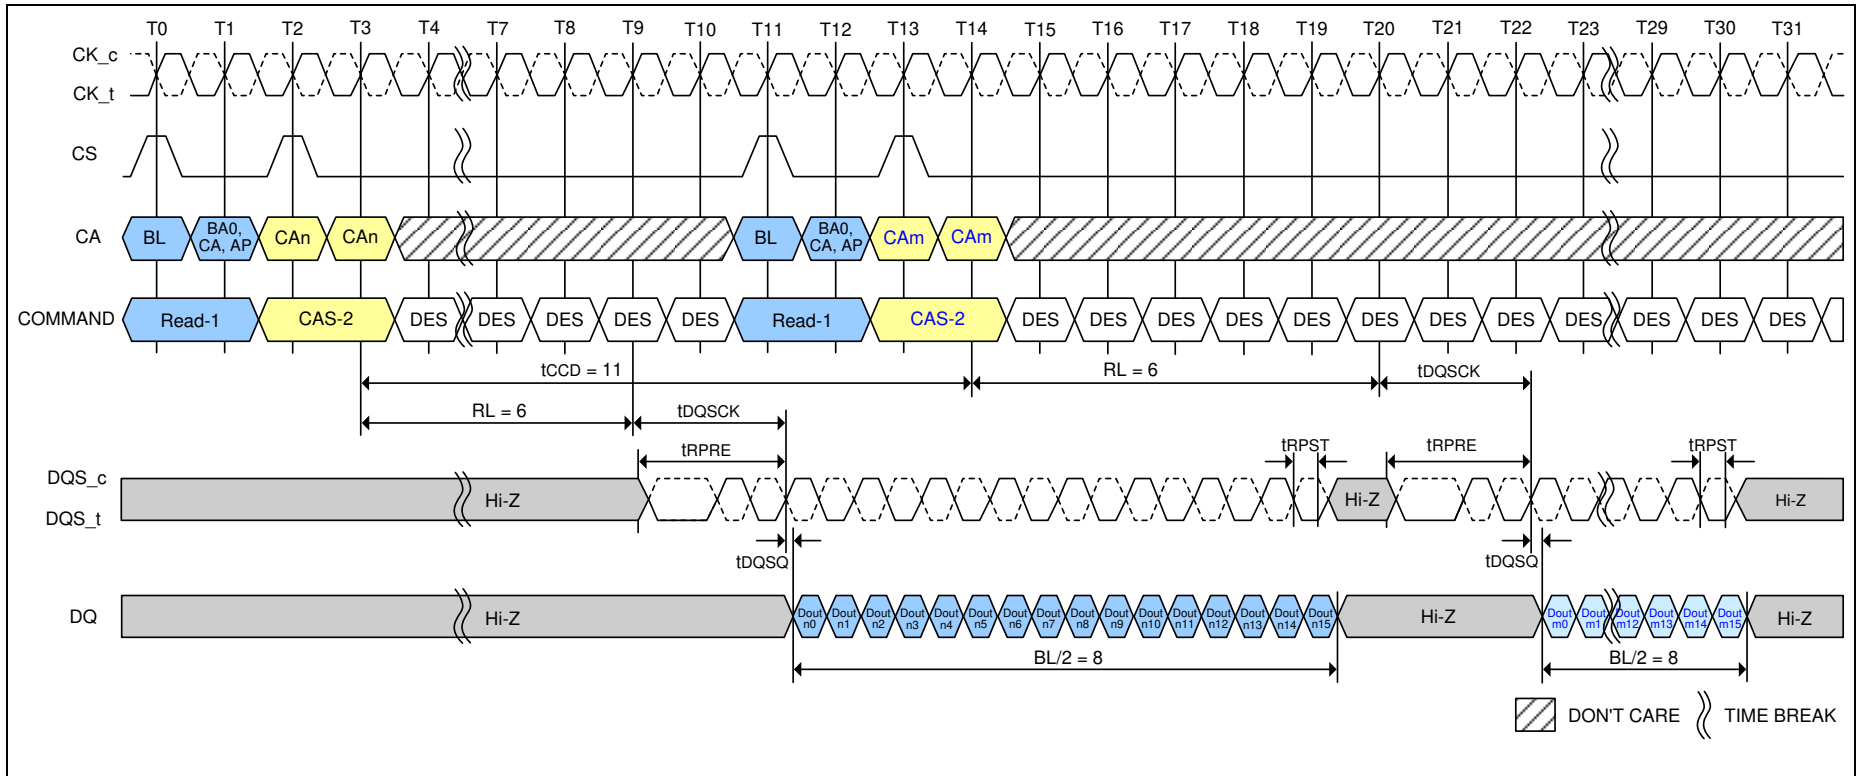 T0 T1 T2 T3 T4 T7 T8 T9 T10 T11 T12 T13 T14 T15 T16 T17 T18 T19 T20 T21 T22 T23 T29 T30 T31
CK_c
CK_t
CS
CA BL BA0, CA, AP CAn CAn BL BA0, CA, AP CAm CAm
COMMAND Read-1 CAS-2 DES DES DES DES DES Read-1 CAS-2 DES DES DES DES DES DES DES DES DES DES DES DES
tCCD = 11 RL = 6 tDQSCK
RL = 6 tDQSCK
tRPRE tRPST tRPRE tRPST
DQS_c
Hi-Z Hi-Z Hi-Z
DQS_t
tDQSQ tDQSQ
DQ Hi-Z Dout n0 Dout n1 Dout n2 Dout n3 Dout n4 Dout n5 Dout n6 Dout n7 Dout n8 Dout n9 Dout n10 Dout n11 Dout n12 Dout n13 Dout n14 Dout n15 Hi-Z Dout m0 Dout m1 Dout m12 Dout m13 Dout m14 Dout m15 Hi-Z
BL/2 = 8 BL/2 = 8
DON'T CARE TIME BREAK